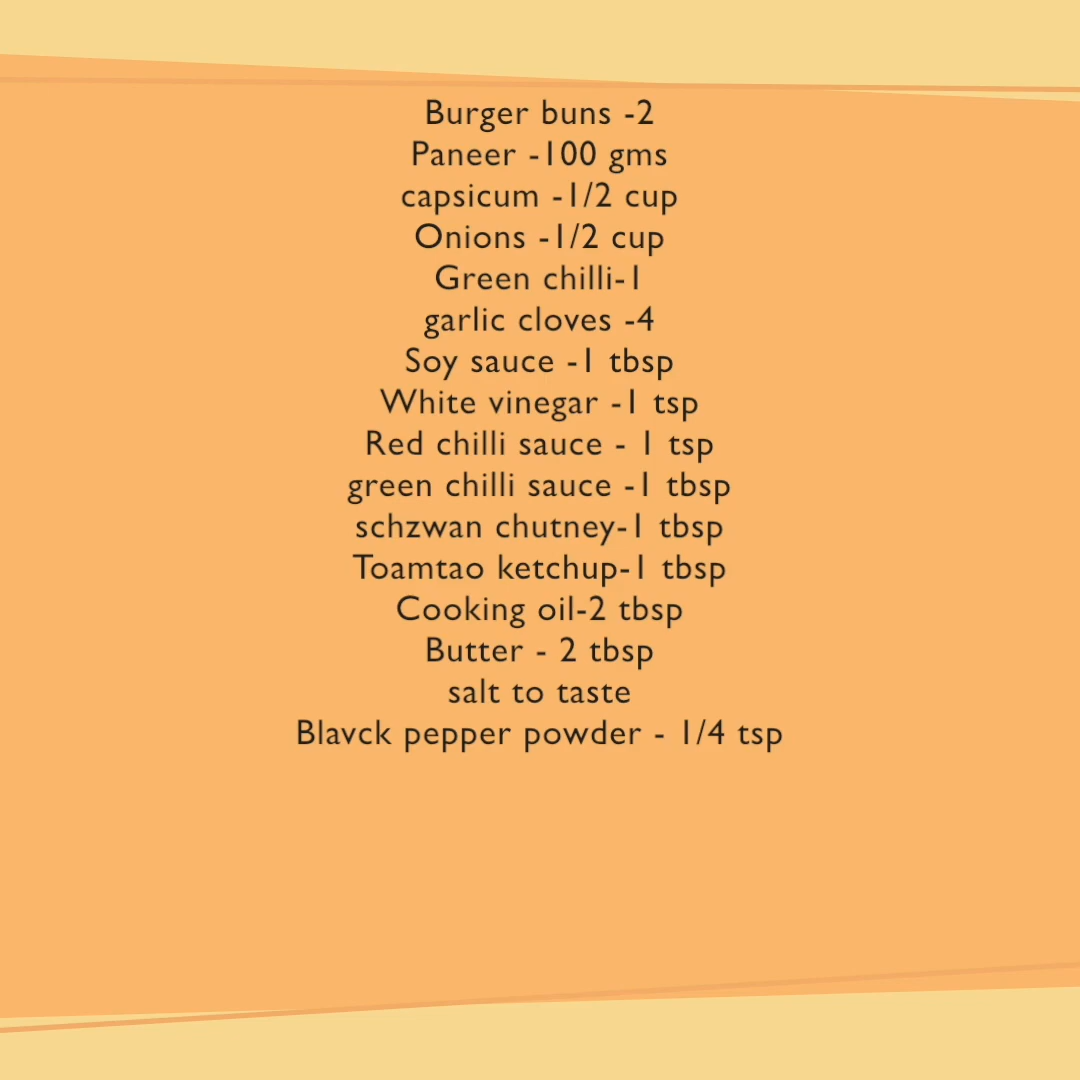 Burger buns -2
Paneer -100 gms
capsicum -1/2 cup
Onions -1/2 cup
Green chilli-1
garlic cloves -4
Soy sauce -1 tbsp
White vinegar -1 tsp
Red chilli sauce - 1 tsp
green chilli sauce -1 tbsp
schzwan chutney-1 tbsp
Toamtao ketchup-1 tbsp
Cooking oil-2 tbsp
Butter - 2 tbsp
salt to taste
Blavck pepper powder - 1/4 tsp